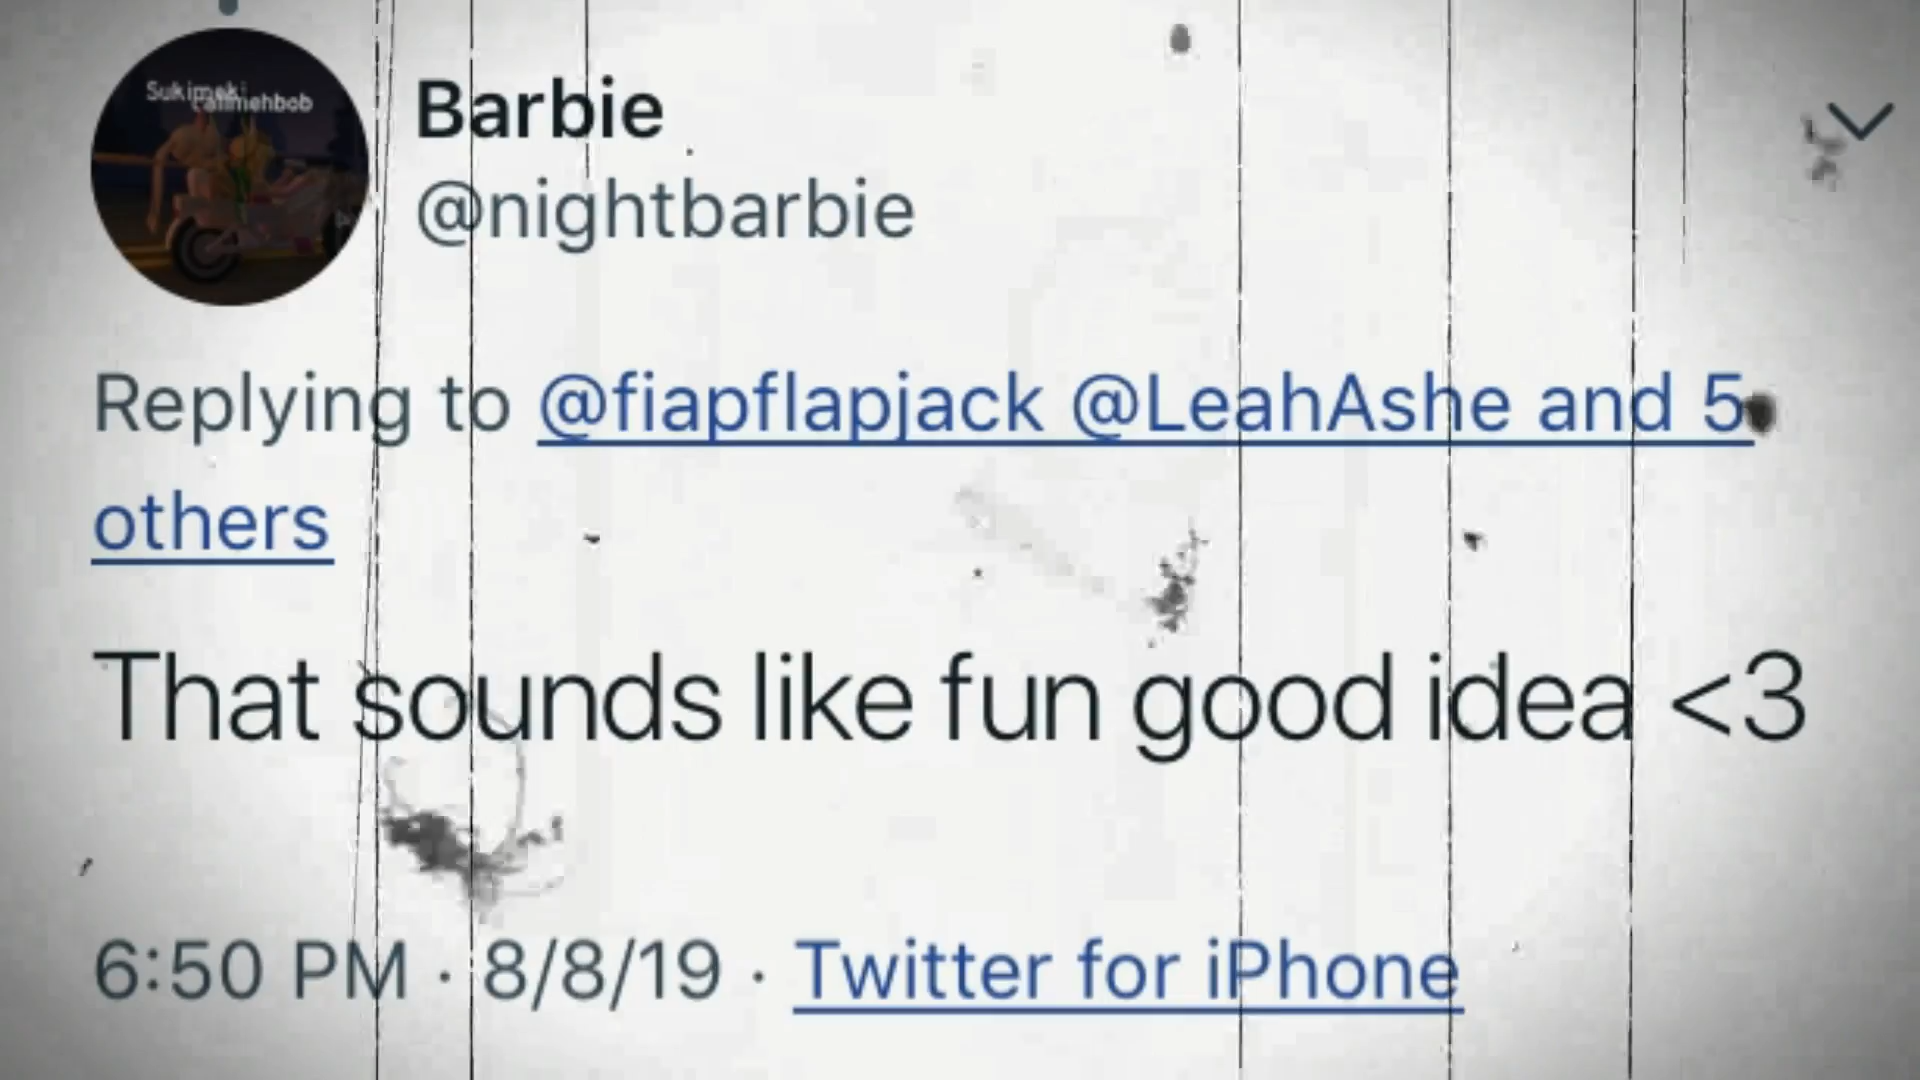 Sukimeki
Barbie
@nightbarbie
Replying to @fiapflapjack @LeahAshe and 5
others
That sounds like fun good idea <3
6:50 PM · 8/8/19 · Twitter for iPhone